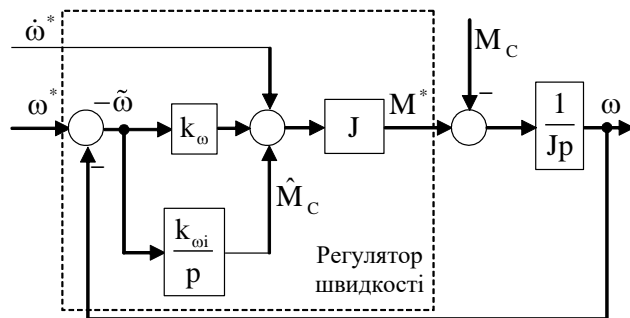 ω̇*
ω*
−ω̃
−
k_ω
J
M*
M_C
−
1
Jp
ω
M̂_C
k_ωi
p
Регулятор
швидкості